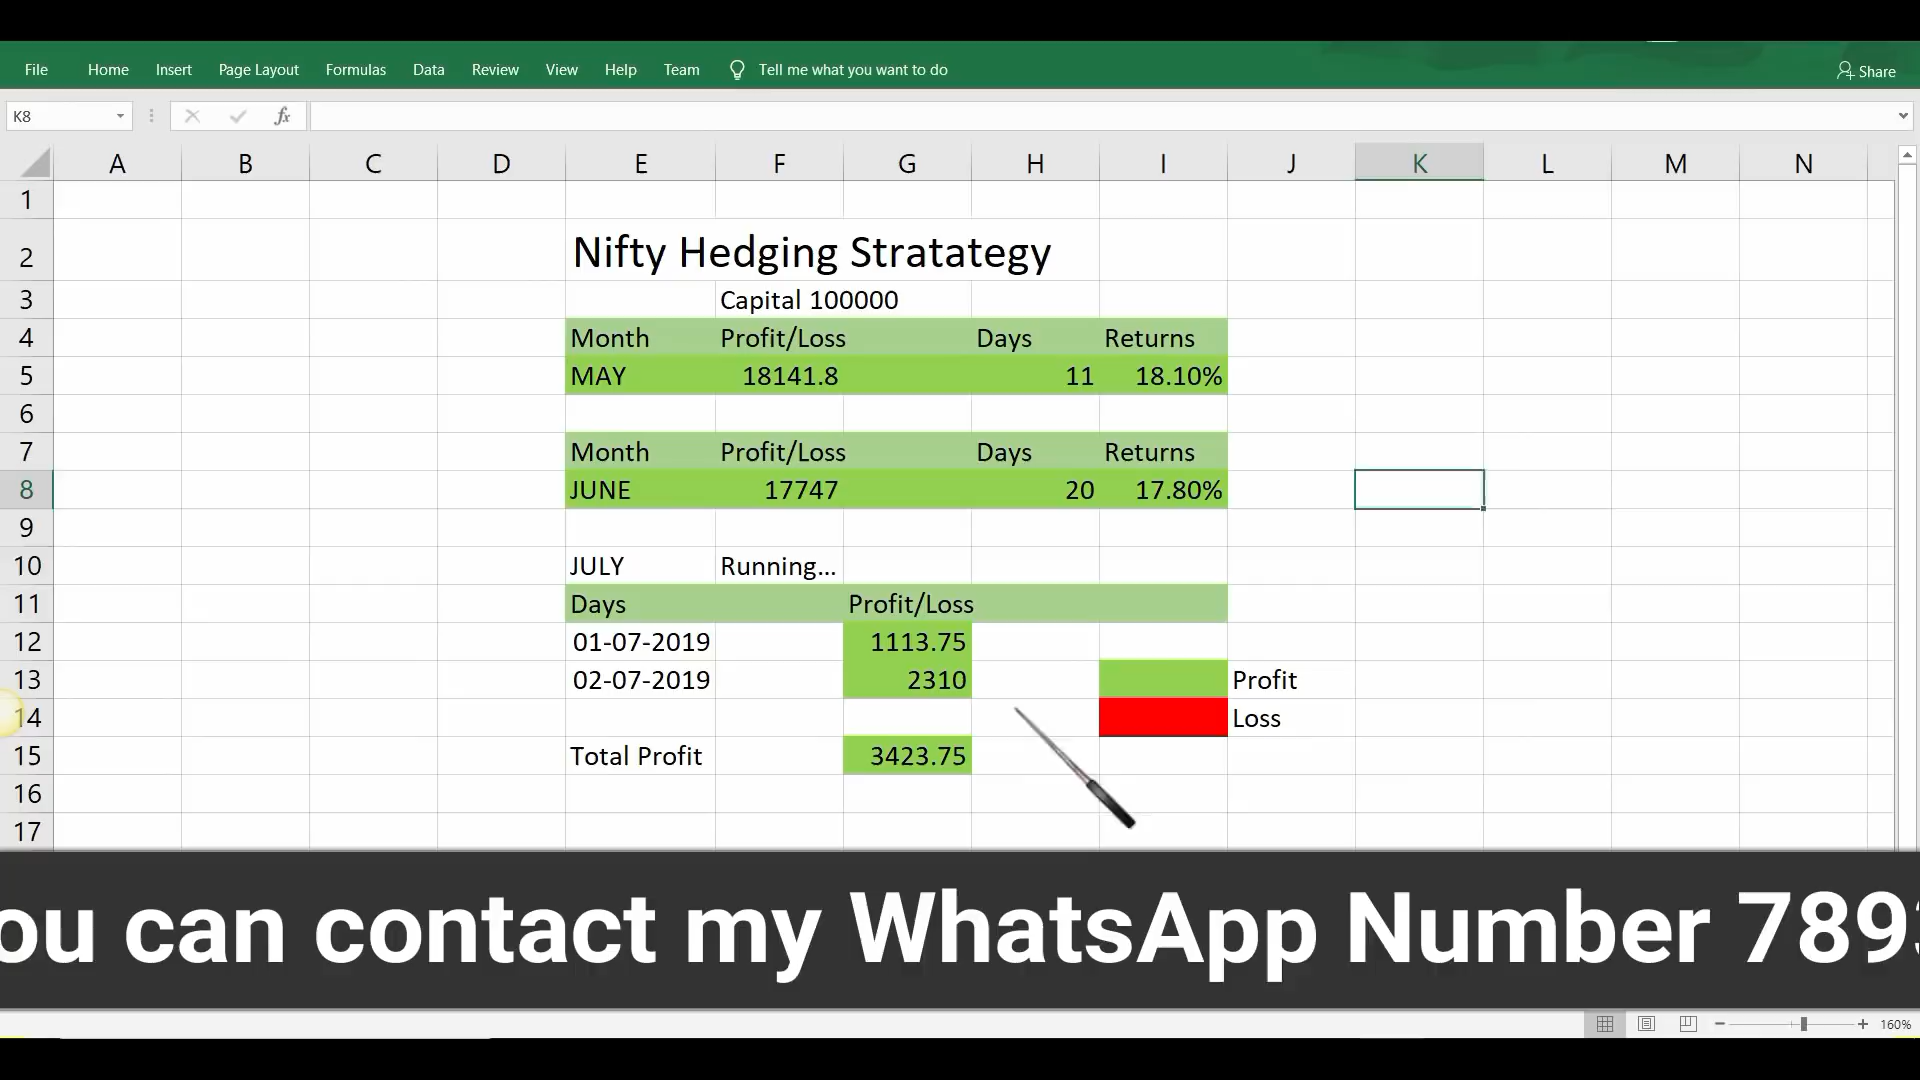 File Home Insert Page Layout Formulas Data Review View Help Team Tell me what you want to do Share
K8 fx
A B C D E F G H I J K L M N
1
2 Nifty Hedging Stratategy
3 Capital 100000
4 Month Profit/Loss Days Returns
5 MAY 18141.8 11 18.10%
6
7 Month Profit/Loss Days Returns
8 JUNE 17747 20 17.80%
9
10 JULY Running...
11 Days Profit/Loss
12 01-07-2019 1113.75
13 02-07-2019 2310 Profit
14 Loss
15 Total Profit 3423.75
16
17
ou can contact my WhatsApp Number 789
160%